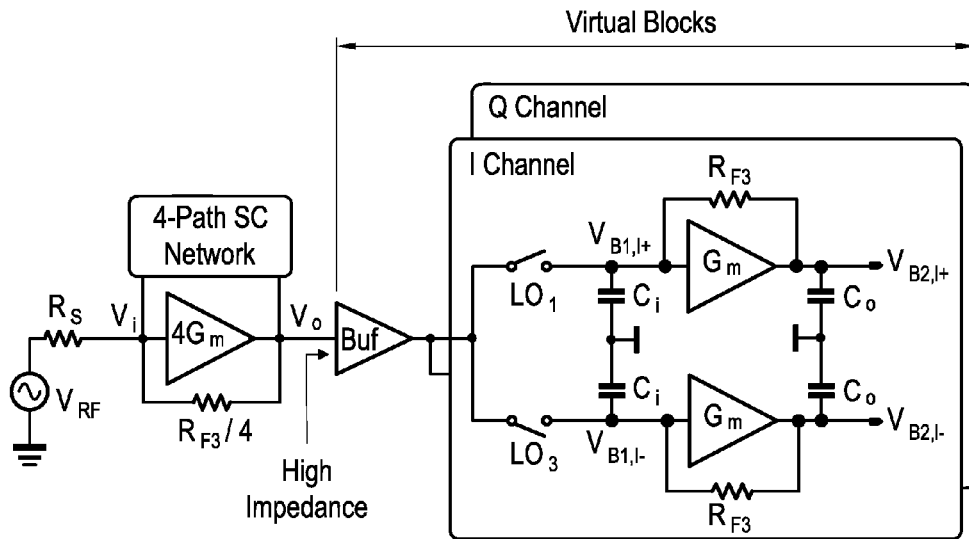 Virtual Blocks
Q Channel
I Channel
4-Path SC
Network
R_S
V_i
4G_m
V_o
R_F3 / 4
V_RF
Buf
High
Impedance
LO_1
LO_3
V_B1,I+
V_B1,I-
C_i
C_i
R_F3
G_m
G_m
R_F3
C_o
C_o
V_B2,I+
V_B2,I-